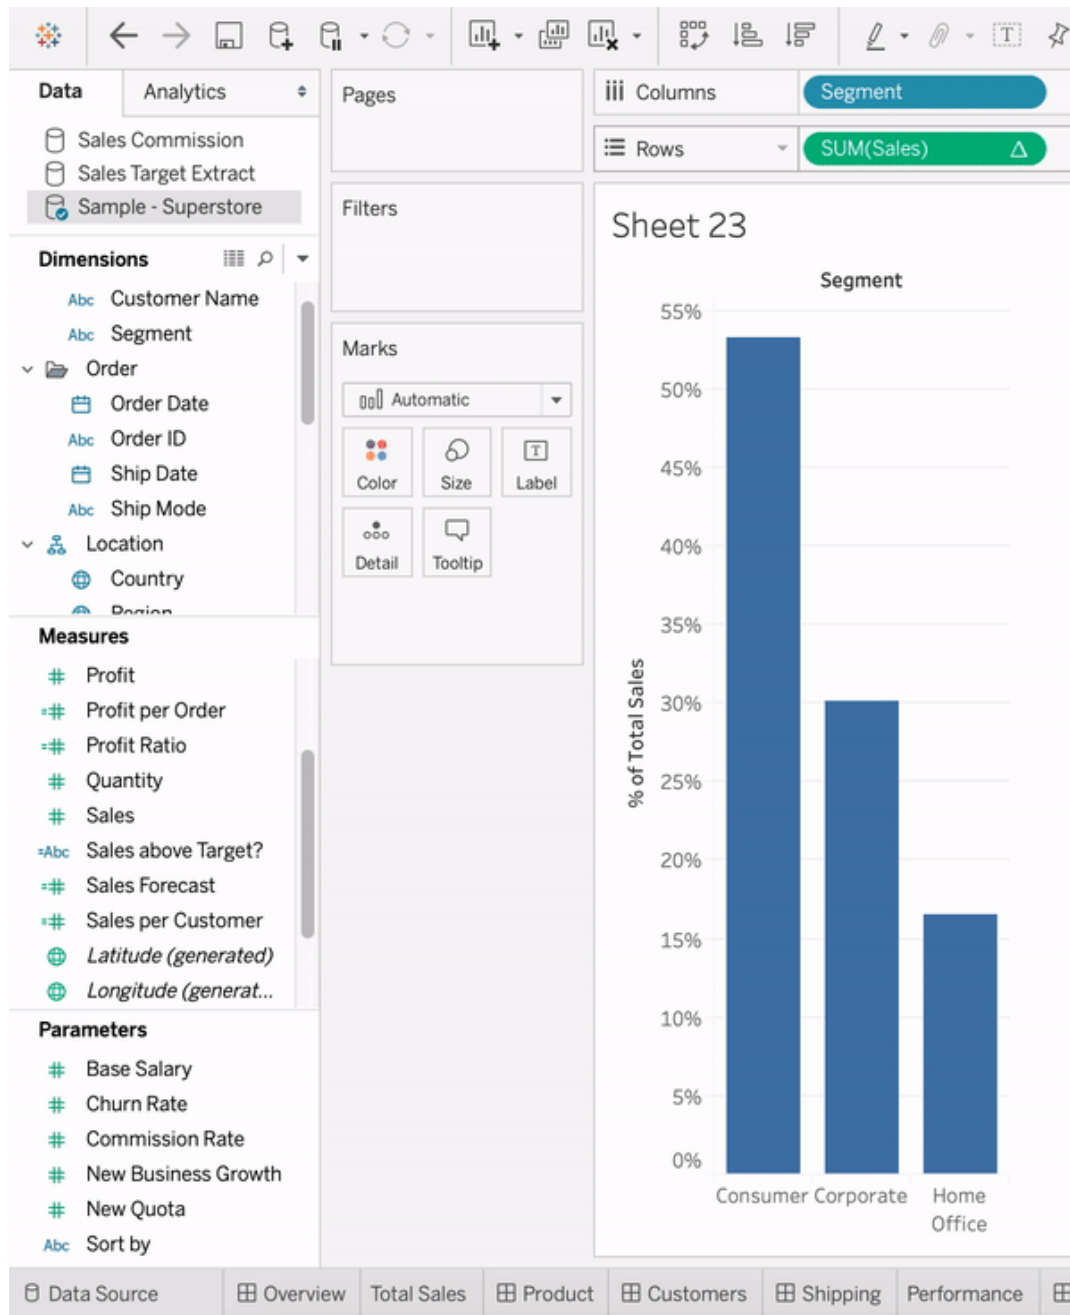 Data
Analytics
Sales Commission
Sales Target Extract
Sample - Superstore
Dimensions
Abc Customer Name
Abc Segment
Order
Order Date
Abc Order ID
Ship Date
Abc Ship Mode
Location
Country
Region
Measures
# Profit
=# Profit per Order
=# Profit Ratio
# Quantity
# Sales
=Abc Sales above Target?
=# Sales Forecast
=# Sales per Customer
Latitude (generated)
Longitude (generat...
Parameters
# Base Salary
# Churn Rate
# Commission Rate
# New Business Growth
# New Quota
Abc Sort by
Pages
Filters
Marks
Automatic
Color Size T Label
Detail Tooltip
T
Columns Segment
Rows SUM(Sales) Δ
Sheet 23
Segment
% of Total Sales
55%
50%
45%
40%
35%
30%
25%
20%
15%
10%
5%
0%
Consumer Corporate Home
Office
Data Source Overview Total Sales Product Customers Shipping Performance